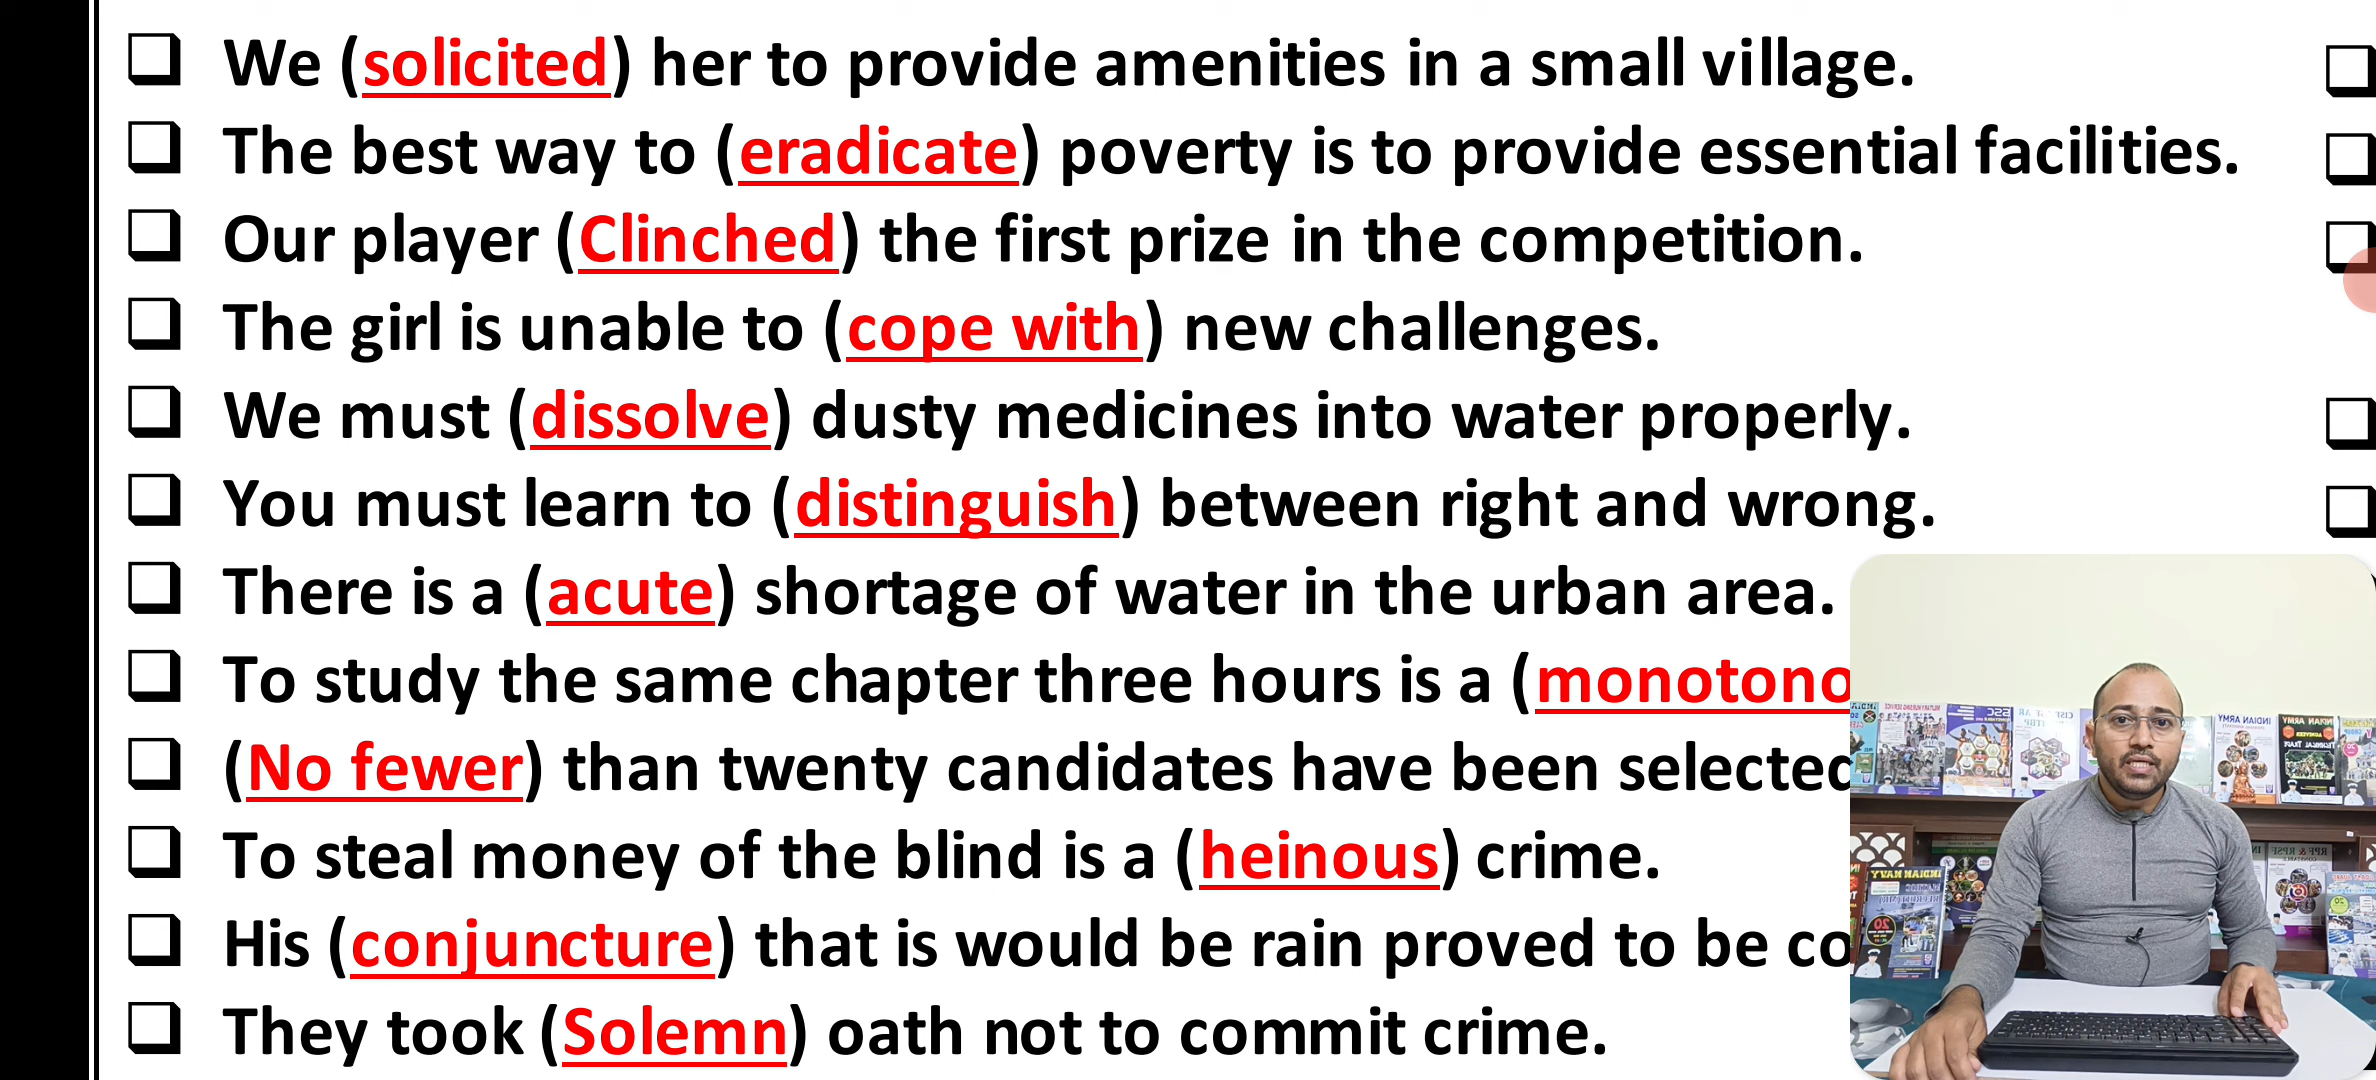 We (solicited) her to provide amenities in a small village.
The best way to (eradicate) poverty is to provide essential facilities.
Our player (Clinched) the first prize in the competition.
The girl is unable to (cope with) new challenges.
We must (dissolve) dusty medicines into water properly.
You must learn to (distinguish) between right and wrong.
There is a (acute) shortage of water in the urban area.
To study the same chapter three hours is a (monotono
(No fewer) than twenty candidates have been selected
To steal money of the blind is a (heinous) crime.
His (conjuncture) that is would be rain proved to be co
They took (Solemn) oath not to commit crime.